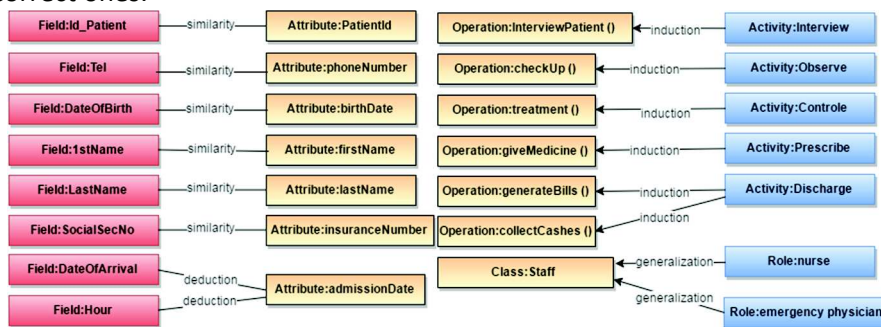 correct ones.
Field:Id_Patient similarity Attribute:PatientId Operation:InterviewPatient () induction Activity:Interview
Field:Tel similarity Attribute:phoneNumber Operation:checkUp () induction Activity:Observe
Field:DateOfBirth similarity Attribute:birthDate Operation:treatment () induction Activity:Controle
Field:1stName similarity Attribute:firstName Operation:giveMedicine () induction Activity:Prescribe
Field:LastName similarity Attribute:lastName Operation:generateBills () induction Activity:Discharge
Field:SocialSecNo similarity Attribute:insuranceNumber Operation:collectCashes () induction
Field:DateOfArrival deduction Attribute:admissionDate Class:Staff generalization Role:nurse
Field:Hour deduction generalization Role:emergency physician